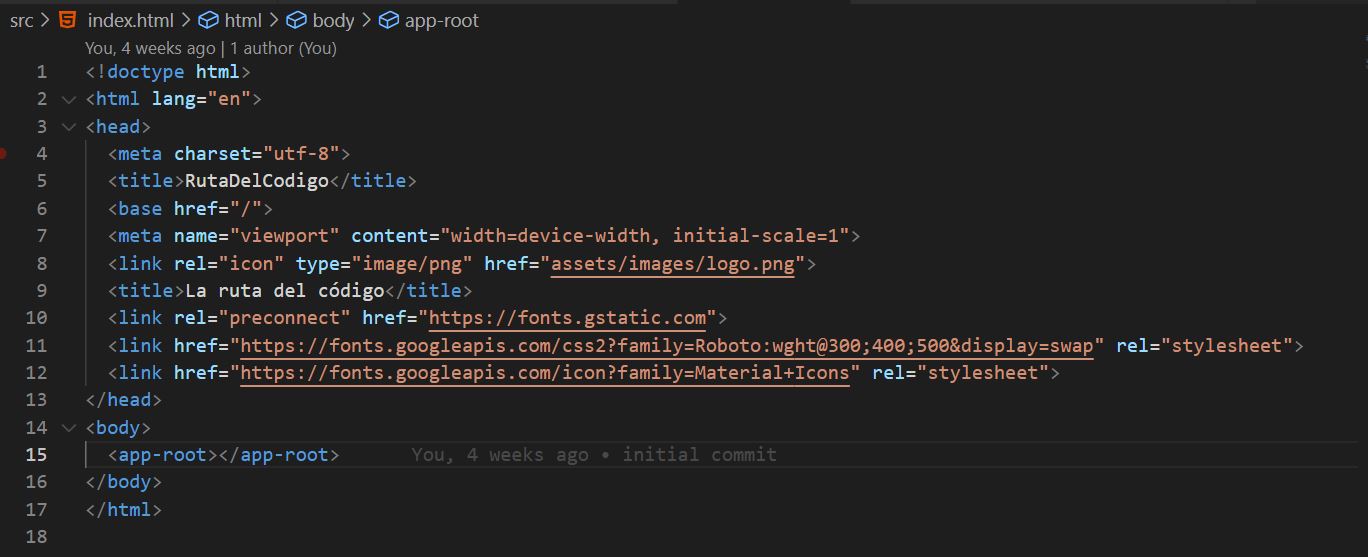 src > index.html > html > body > app-root
You, 4 weeks ago | 1 author (You)
1 <!doctype html>
2 <html lang="en">
3 <head>
4 <meta charset="utf-8">
5 <title>RutaDelCodigo</title>
6 <base href="/">
7 <meta name="viewport" content="width=device-width, initial-scale=1">
8 <link rel="icon" type="image/png" href="assets/images/logo.png">
9 <title>La ruta del código</title>
10 <link rel="preconnect" href="https://fonts.gstatic.com">
11 <link href="https://fonts.googleapis.com/css2?family=Roboto:wght@300;400;500&display=swap" rel="stylesheet">
12 <link href="https://fonts.googleapis.com/icon?family=Material+Icons" rel="stylesheet">
13 </head>
14 <body>
15 <app-root></app-root> You, 4 weeks ago • initial commit
16 </body>
17 </html>
18